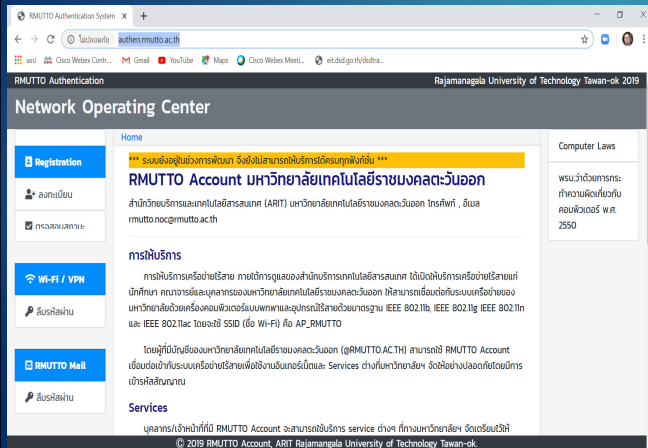 RMUTTO Authentication System
ไม่ปลอดภัย | authen.rmutto.ac.th
แอป Cisco Webex Contr... Gmail YouTube Maps Cisco Webex Meeti... eit.dsd.go.th/dsdtra...
RMUTTO Authentication Rajamanagala University of Technology Tawan-ok 2019
Network Operating Center
Registration
ลงทะเบียน
ตรวจสอบสถานะ
Wi-Fi / VPN
ลืมรหัสผ่าน
RMUTTO Mail
ลืมรหัสผ่าน
Home
*** ระบบยังอยู่ในช่วงการพัฒนา จึงยังไม่สามารถให้บริการได้ครบทุกฟังก์ชั่น ***
RMUTTO Account มหาวิทยาลัยเทคโนโลยีราชมงคลตะวันออก
สำนักวิทยบริการและเทคโนโลยีสารสนเทศ (ARIT) มหาวิทยาลัยเทคโนโลยีราชมงคลตะวันออก โทรศัพท์ , อีเมล
rmutto.noc@rmutto.ac.th
การให้บริการ
การให้บริการเครือข่ายไร้สาย ภายใต้การดูแลของสำนักบริการเทคโนโลยีสารสนเทศ ได้เปิดให้บริการเครือข่ายไร้สายแก่
นักศึกษา คณาจารย์และบุคลากรของมหาวิทยาลัยเทคโนโลยีราชมงคลตะวันออก ให้สามารถเชื่อมต่อกับระบบเครือข่ายของ
มหาวิทยาลัยด้วยเครื่องคอมพิวเตอร์แบบพกพาและอุปกรณ์ไร้สายด้วยมาตรฐาน IEEE 802.11b, IEEE 802.11g IEEE 802.11n
และ IEEE 802.11ac โดยจะใช้ SSID (ชื่อ Wi-Fi) คือ AP_RMUTTO
โดยผู้ที่มีบัญชีของมหาวิทยาลัยเทคโนโลยีราชมงคลตะวันออก (@RMUTTO.AC.TH) สามารถใช้ RMUTTO Account
เชื่อมต่อเข้ากับระบบเครือข่ายไร้สายเพื่อใช้งานอินเทอร์เน็ตและ Services ต่างที่มหาวิทยาลัยฯ จัดให้อย่างปลอดภัยโดยมีการ
เข้ารหัสสัญญาณ
Services
บุคลากร/เจ้าหน้าที่ที่มี RMUTTO Account จะสามารถใช้บริการ service ต่างๆ ที่ทางมหาวิทยาลัยฯ จัดเตรียมไว้ให้
Computer Laws
พรบ.ว่าด้วยการกระ
ทำความผิดเกี่ยวกับ
คอมพิวเตอร์ พ.ศ.
2550
© 2019 RMUTTO Account, ARIT Rajamangala University of Technology Tawan-ok.